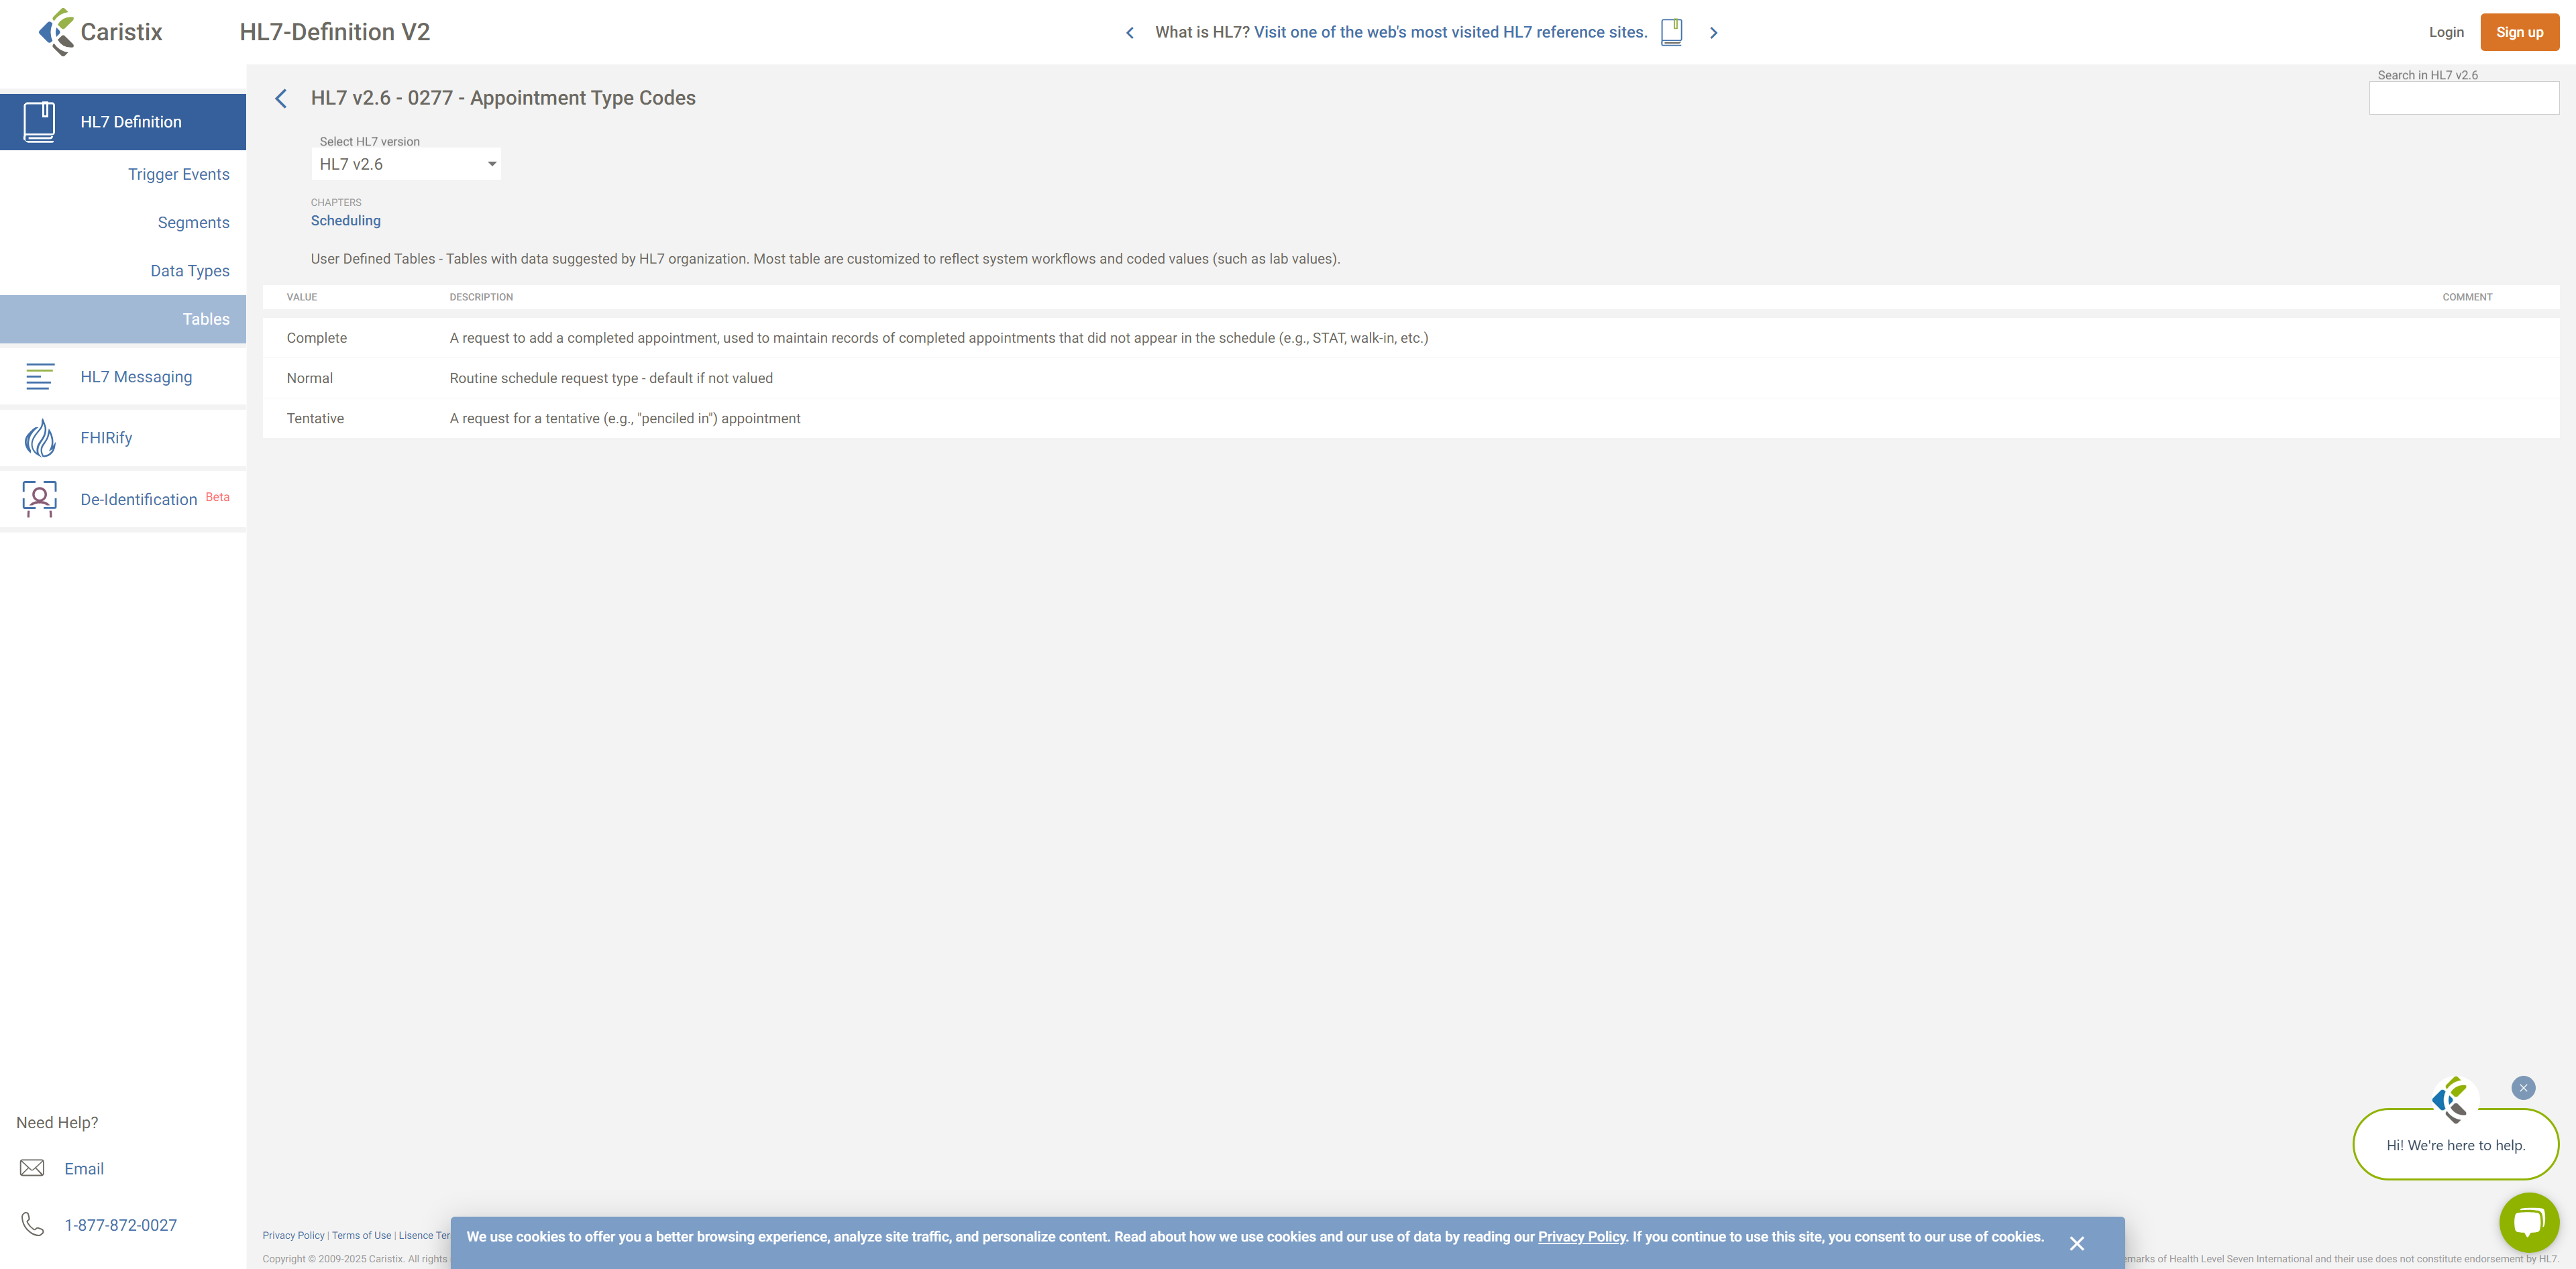 Caristix
HL7-Definition V2
What is HL7? Visit one of the web's most visited HL7 reference sites.
Login
Sign up
HL7 Definition
Trigger Events
Segments
Data Types
Tables
HL7 Messaging
FHIRify
De-Identification Beta
Need Help?
Email
1-877-872-0027
HL7 v2.6 - 0277 - Appointment Type Codes
Search in HL7 v2.6
Select HL7 version
HL7 v2.6
CHAPTERS
Scheduling
User Defined Tables - Tables with data suggested by HL7 organization. Most table are customized to reflect system workflows and coded values (such as lab values).
VALUE DESCRIPTION COMMENT
Complete A request to add a completed appointment, used to maintain records of completed appointments that did not appear in the schedule (e.g., STAT, walk-in, etc.)
Normal Routine schedule request type - default if not valued
Tentative A request for a tentative (e.g., "penciled in") appointment
Hi! We're here to help.
Privacy Policy | Terms of Use | Lisence Ter
We use cookies to offer you a better browsing experience, analyze site traffic, and personalize content. Read about how we use cookies and our use of data by reading our Privacy Policy. If you continue to use this site, you consent to our use of cookies.
Copyright © 2009-2025 Caristix. All rights
emarks of Health Level Seven International and their use does not constitute endorsement by HL7.